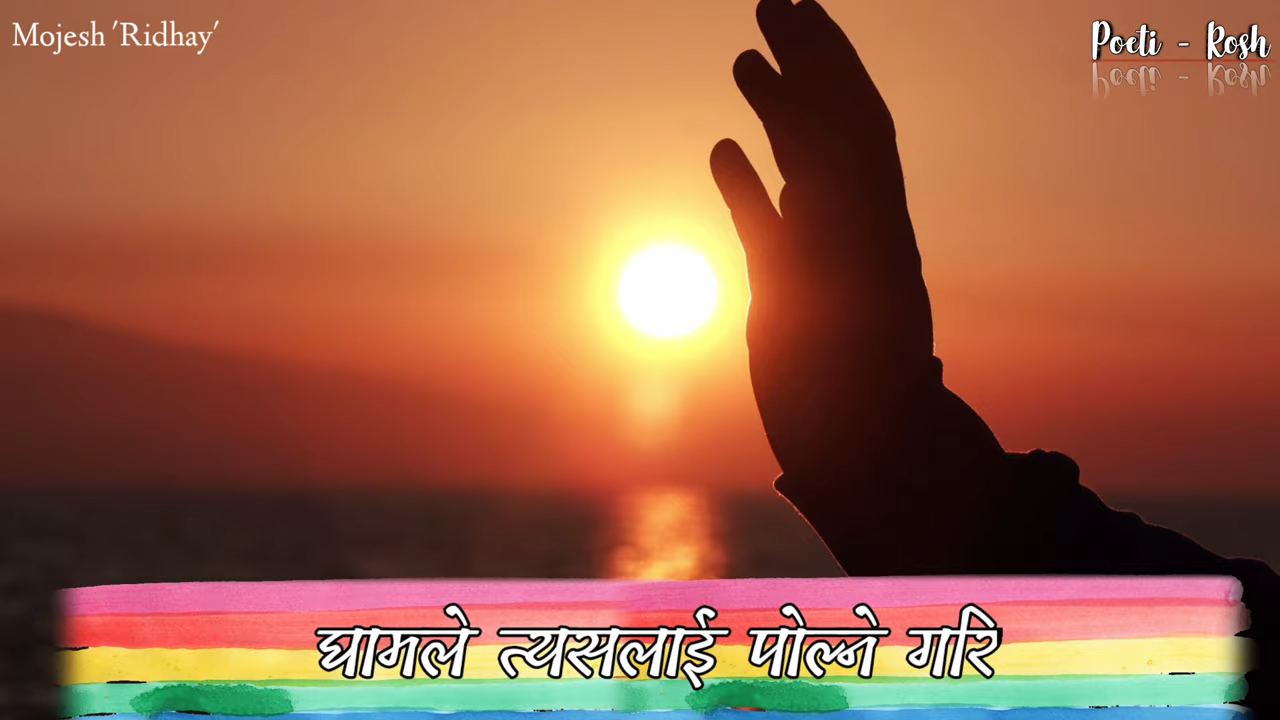 Mojesh 'Ridhay'
Poeti - Rosh
घामले त्यसलाई पोल्ने गरि